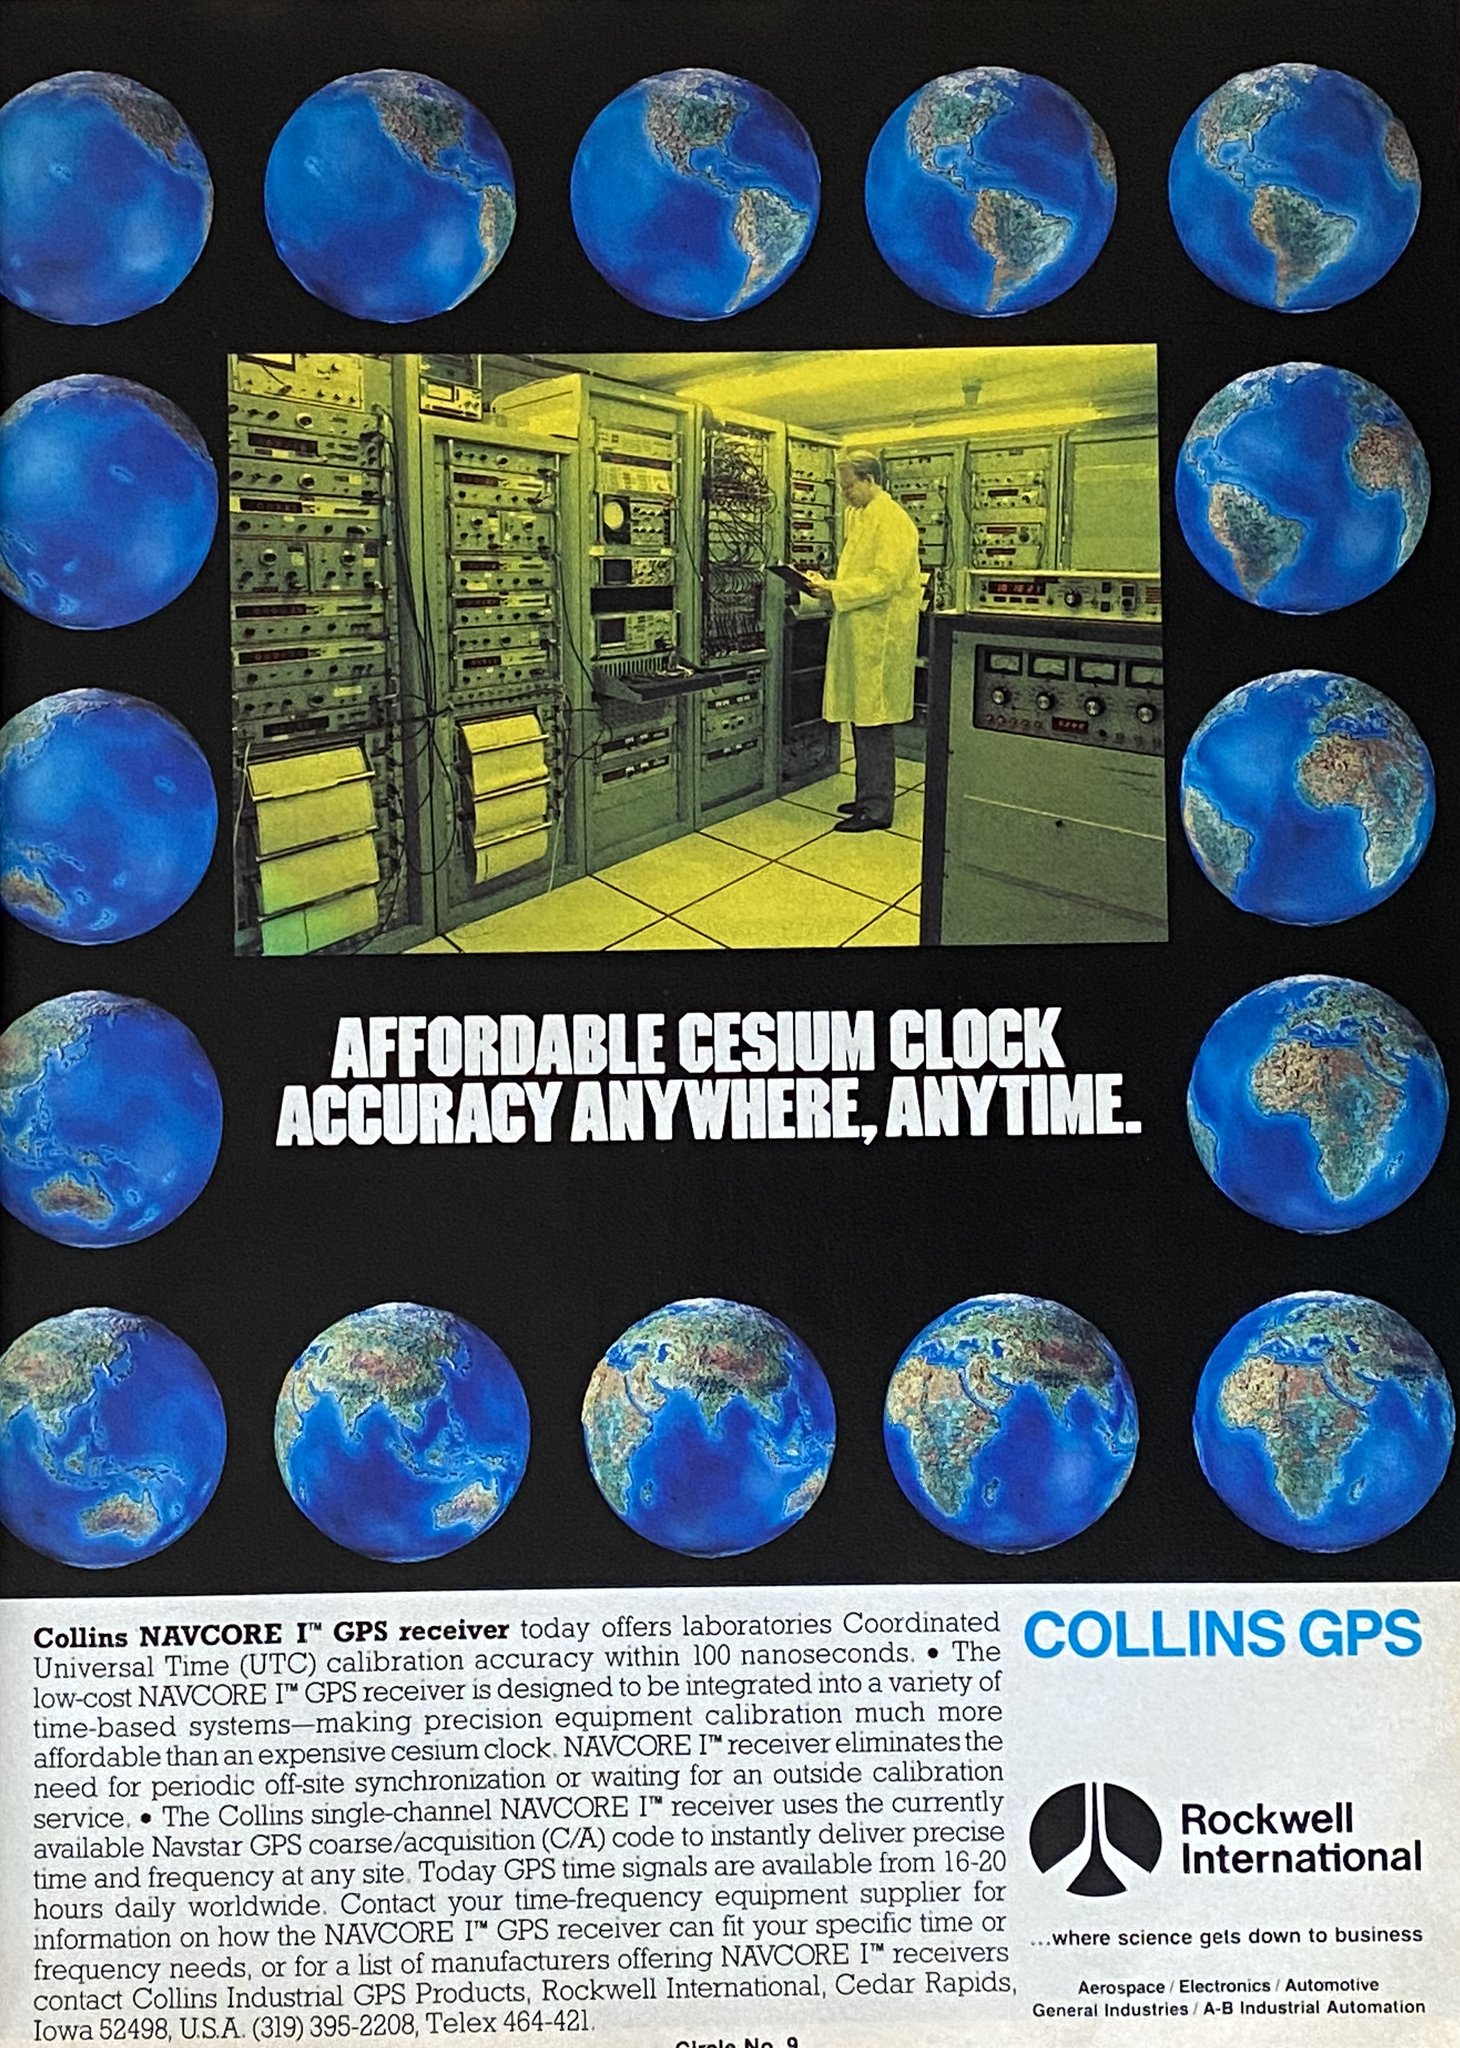 AFFORDABLE CESIUM CLOCK
ACCURACY ANYWHERE, ANYTIME.
Collins NAVCORE I™ GPS receiver today offers laboratories Coordinated
Universal Time (UTC) calibration accuracy within 100 nanoseconds. • The
low-cost NAVCORE I™ GPS receiver is designed to be integrated into a variety of
time-based systems—making precision equipment calibration much more
affordable than an expensive cesium clock. NAVCORE I™ receiver eliminates the
need for periodic off-site synchronization or waiting for an outside calibration
service. • The Collins single-channel NAVCORE I™ receiver uses the currently
available Navstar GPS coarse/acquisition (C/A) code to instantly deliver precise
time and frequency at any site. Today GPS time signals are available from 16-20
hours daily worldwide. Contact your time-frequency equipment supplier for
information on how the NAVCORE I™ GPS receiver can fit your specific time or
frequency needs, or for a list of manufacturers offering NAVCORE I™ receivers
contact Collins Industrial GPS Products, Rockwell International, Cedar Rapids,
Iowa 52498, U.S.A. (319) 395-2208, Telex 464-421.
COLLINS GPS
Rockwell
International
...where science gets down to business
Aerospace / Electronics / Automotive
General Industries / A-B Industrial Automation
Circle No. 9